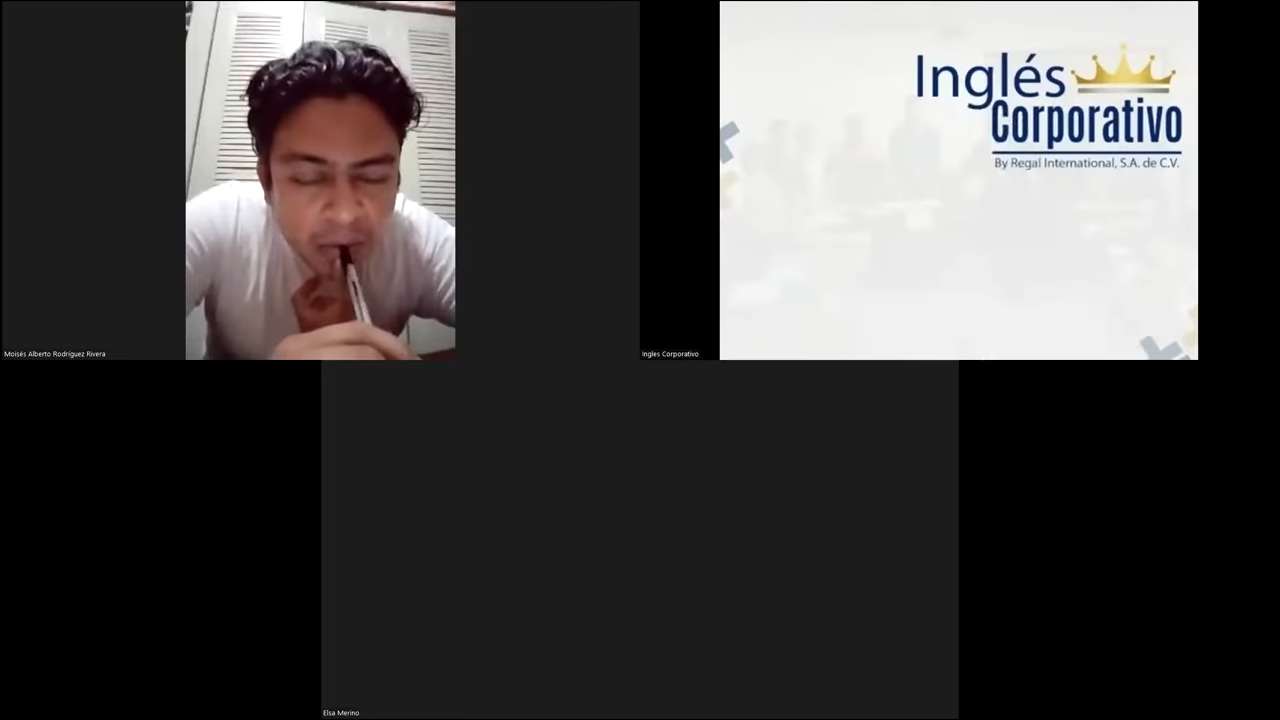 Inglés
Corporativo
By Regal International, S.A. de C.V.
Moisés Alberto Rodríguez Rivera
Ingles Corporativo
Elsa Merino